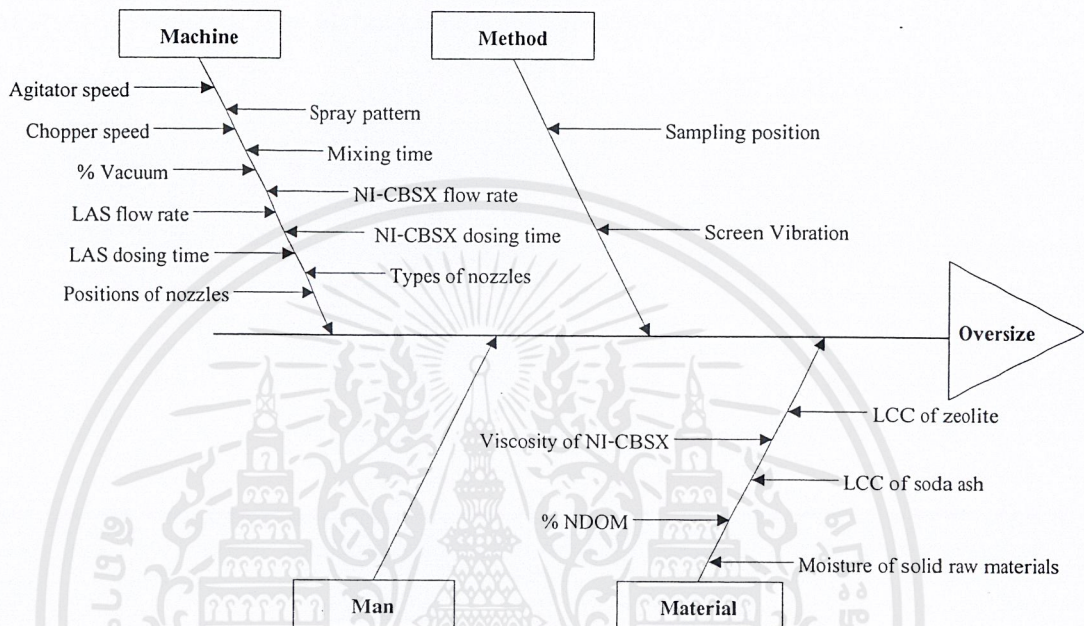 Machine
Method
Agitator speed
Spray pattern
Chopper speed
Sampling position
Mixing time
% Vacuum
NI-CBSX flow rate
LAS flow rate
NI-CBSX dosing time
Screen Vibration
LAS dosing time
Types of nozzles
Positions of nozzles
Oversize
LCC of zeolite
Viscosity of NI-CBSX
LCC of soda ash
% NDOM
Moisture of solid raw materials
Man
Material